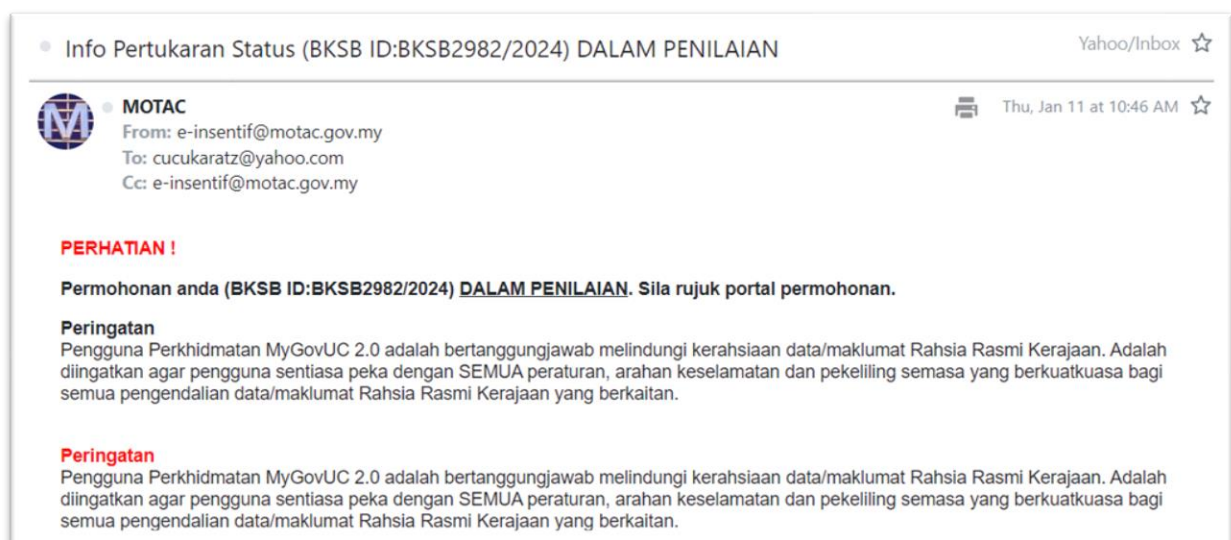 Info Pertukaran Status (BKSB ID:BKSB2982/2024) DALAM PENILAIAN
Yahoo/Inbox
MOTAC
Thu, Jan 11 at 10:46 AM
From: e-insentif@motac.gov.my
To: cucukaratz@yahoo.com
Cc: e-insentif@motac.gov.my
PERHATIAN !
Permohonan anda (BKSB ID:BKSB2982/2024) DALAM PENILAIAN. Sila rujuk portal permohonan.
Peringatan
Pengguna Perkhidmatan MyGovUC 2.0 adalah bertanggungjawab melindungi kerahsiaan data/maklumat Rahsia Rasmi Kerajaan. Adalah
diingatkan agar pengguna sentiasa peka dengan SEMUA peraturan, arahan keselamatan dan pekeliling semasa yang berkuatkuasa bagi
semua pengendalian data/maklumat Rahsia Rasmi Kerajaan yang berkaitan.
Peringatan
Pengguna Perkhidmatan MyGovUC 2.0 adalah bertanggungjawab melindungi kerahsiaan data/maklumat Rahsia Rasmi Kerajaan. Adalah
diingatkan agar pengguna sentiasa peka dengan SEMUA peraturan, arahan keselamatan dan pekeliling semasa yang berkuatkuasa bagi
semua pengendalian data/maklumat Rahsia Rasmi Kerajaan yang berkaitan.